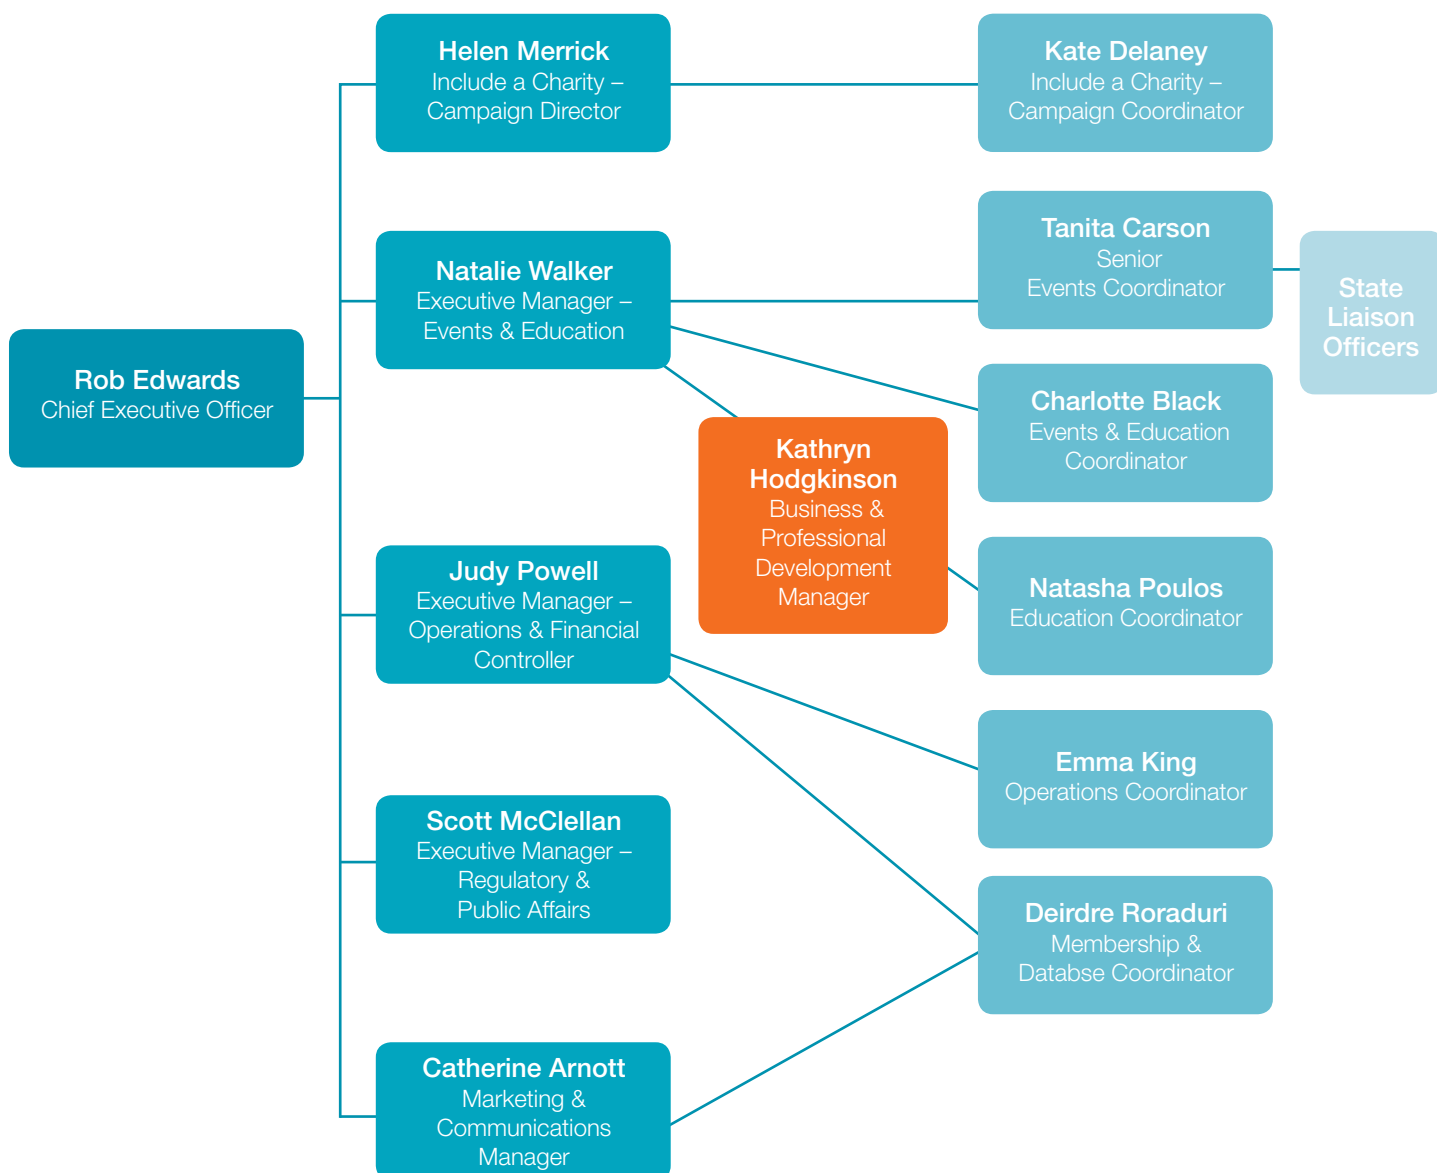 Helen Merrick
Include a Charity –
Campaign Director
Kate Delaney
Include a Charity –
Campaign Coordinator
Tanita Carson
Senior
Events Coordinator
State
Liaison
Officers
Natalie Walker
Executive Manager –
Events & Education
Rob Edwards
Chief Executive Officer
Charlotte Black
Events & Education
Coordinator
Kathryn
Hodgkinson
Business &
Professional
Development
Manager
Judy Powell
Executive Manager –
Operations & Financial
Controller
Natasha Poulos
Education Coordinator
Emma King
Operations Coordinator
Scott McClellan
Executive Manager –
Regulatory &
Public Affairs
Deirdre Roraduri
Membership &
Databse Coordinator
Catherine Arnott
Marketing &
Communications
Manager